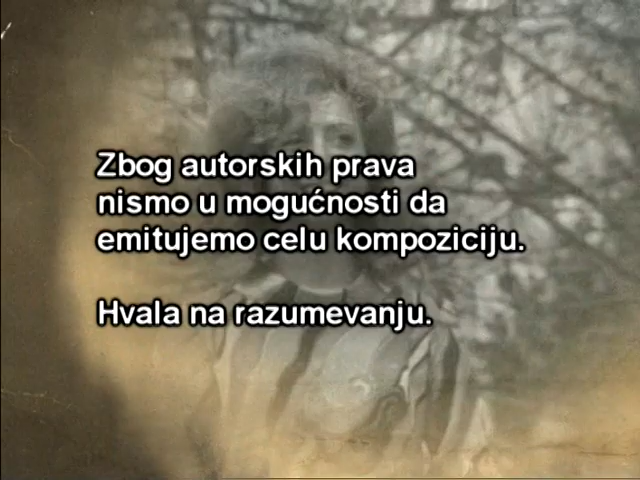 Zbog autorskih prava
nismo u mogućnosti da
emitujemo celu kompoziciju.
Hvala na razumevanju.